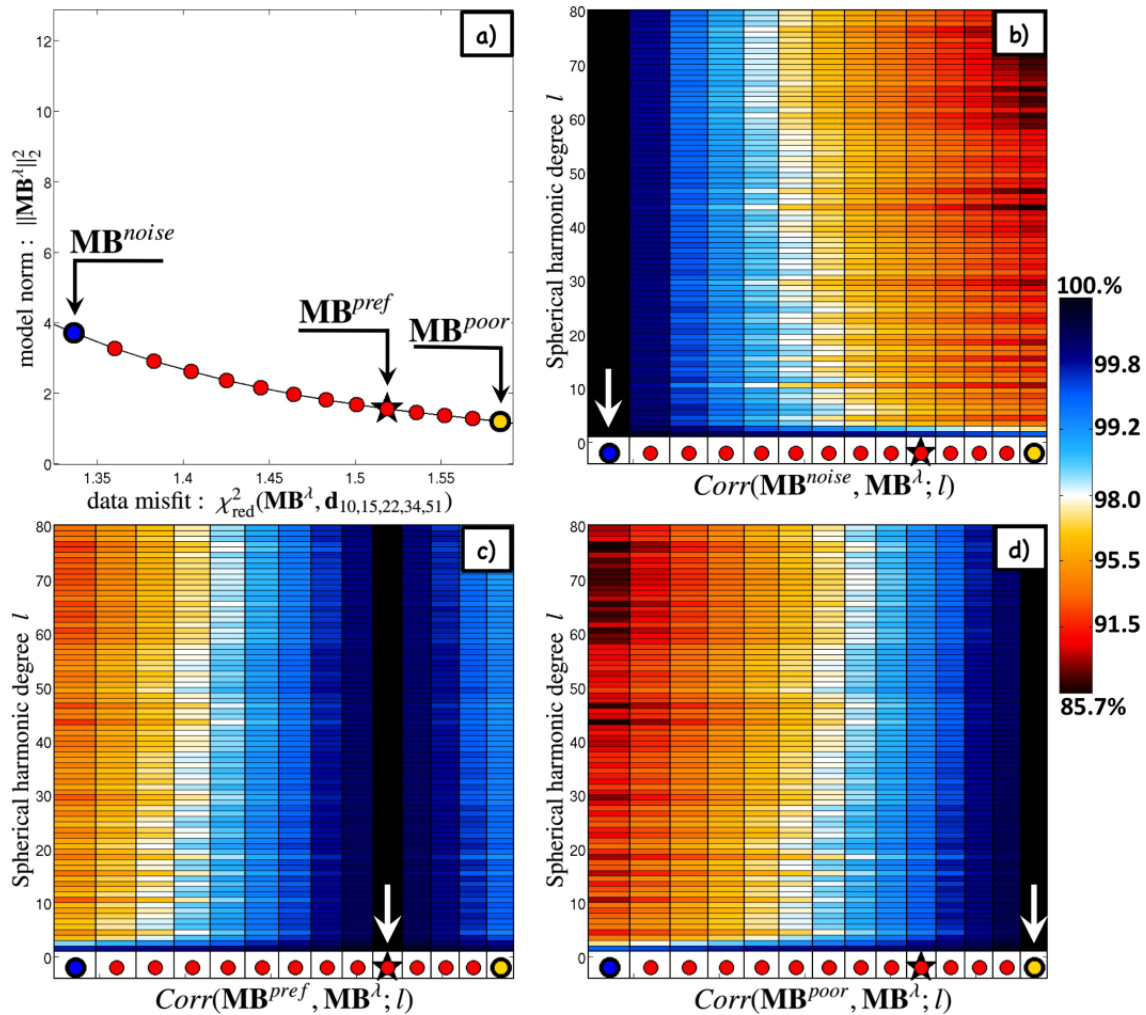 a)
12
10
8
6
4
2
0
model norm : ||MB^λ||²₂
MB^noise
MB^pref
MB^poor
1.35 1.4 1.45 1.5 1.55
data misfit : χ²_red(MB^λ, d_10,15,22,34,51)
b)
80
70
60
50
40
30
20
10
0
Spherical harmonic degree l
Corr(MB^noise, MB^λ; l)
100.%
99.8
99.2
98.0
95.5
91.5
85.7%
c)
80
70
60
50
40
30
20
10
0
Spherical harmonic degree l
Corr(MB^pref, MB^λ; l)
d)
80
70
60
50
40
30
20
10
0
Spherical harmonic degree l
Corr(MB^poor, MB^λ; l)